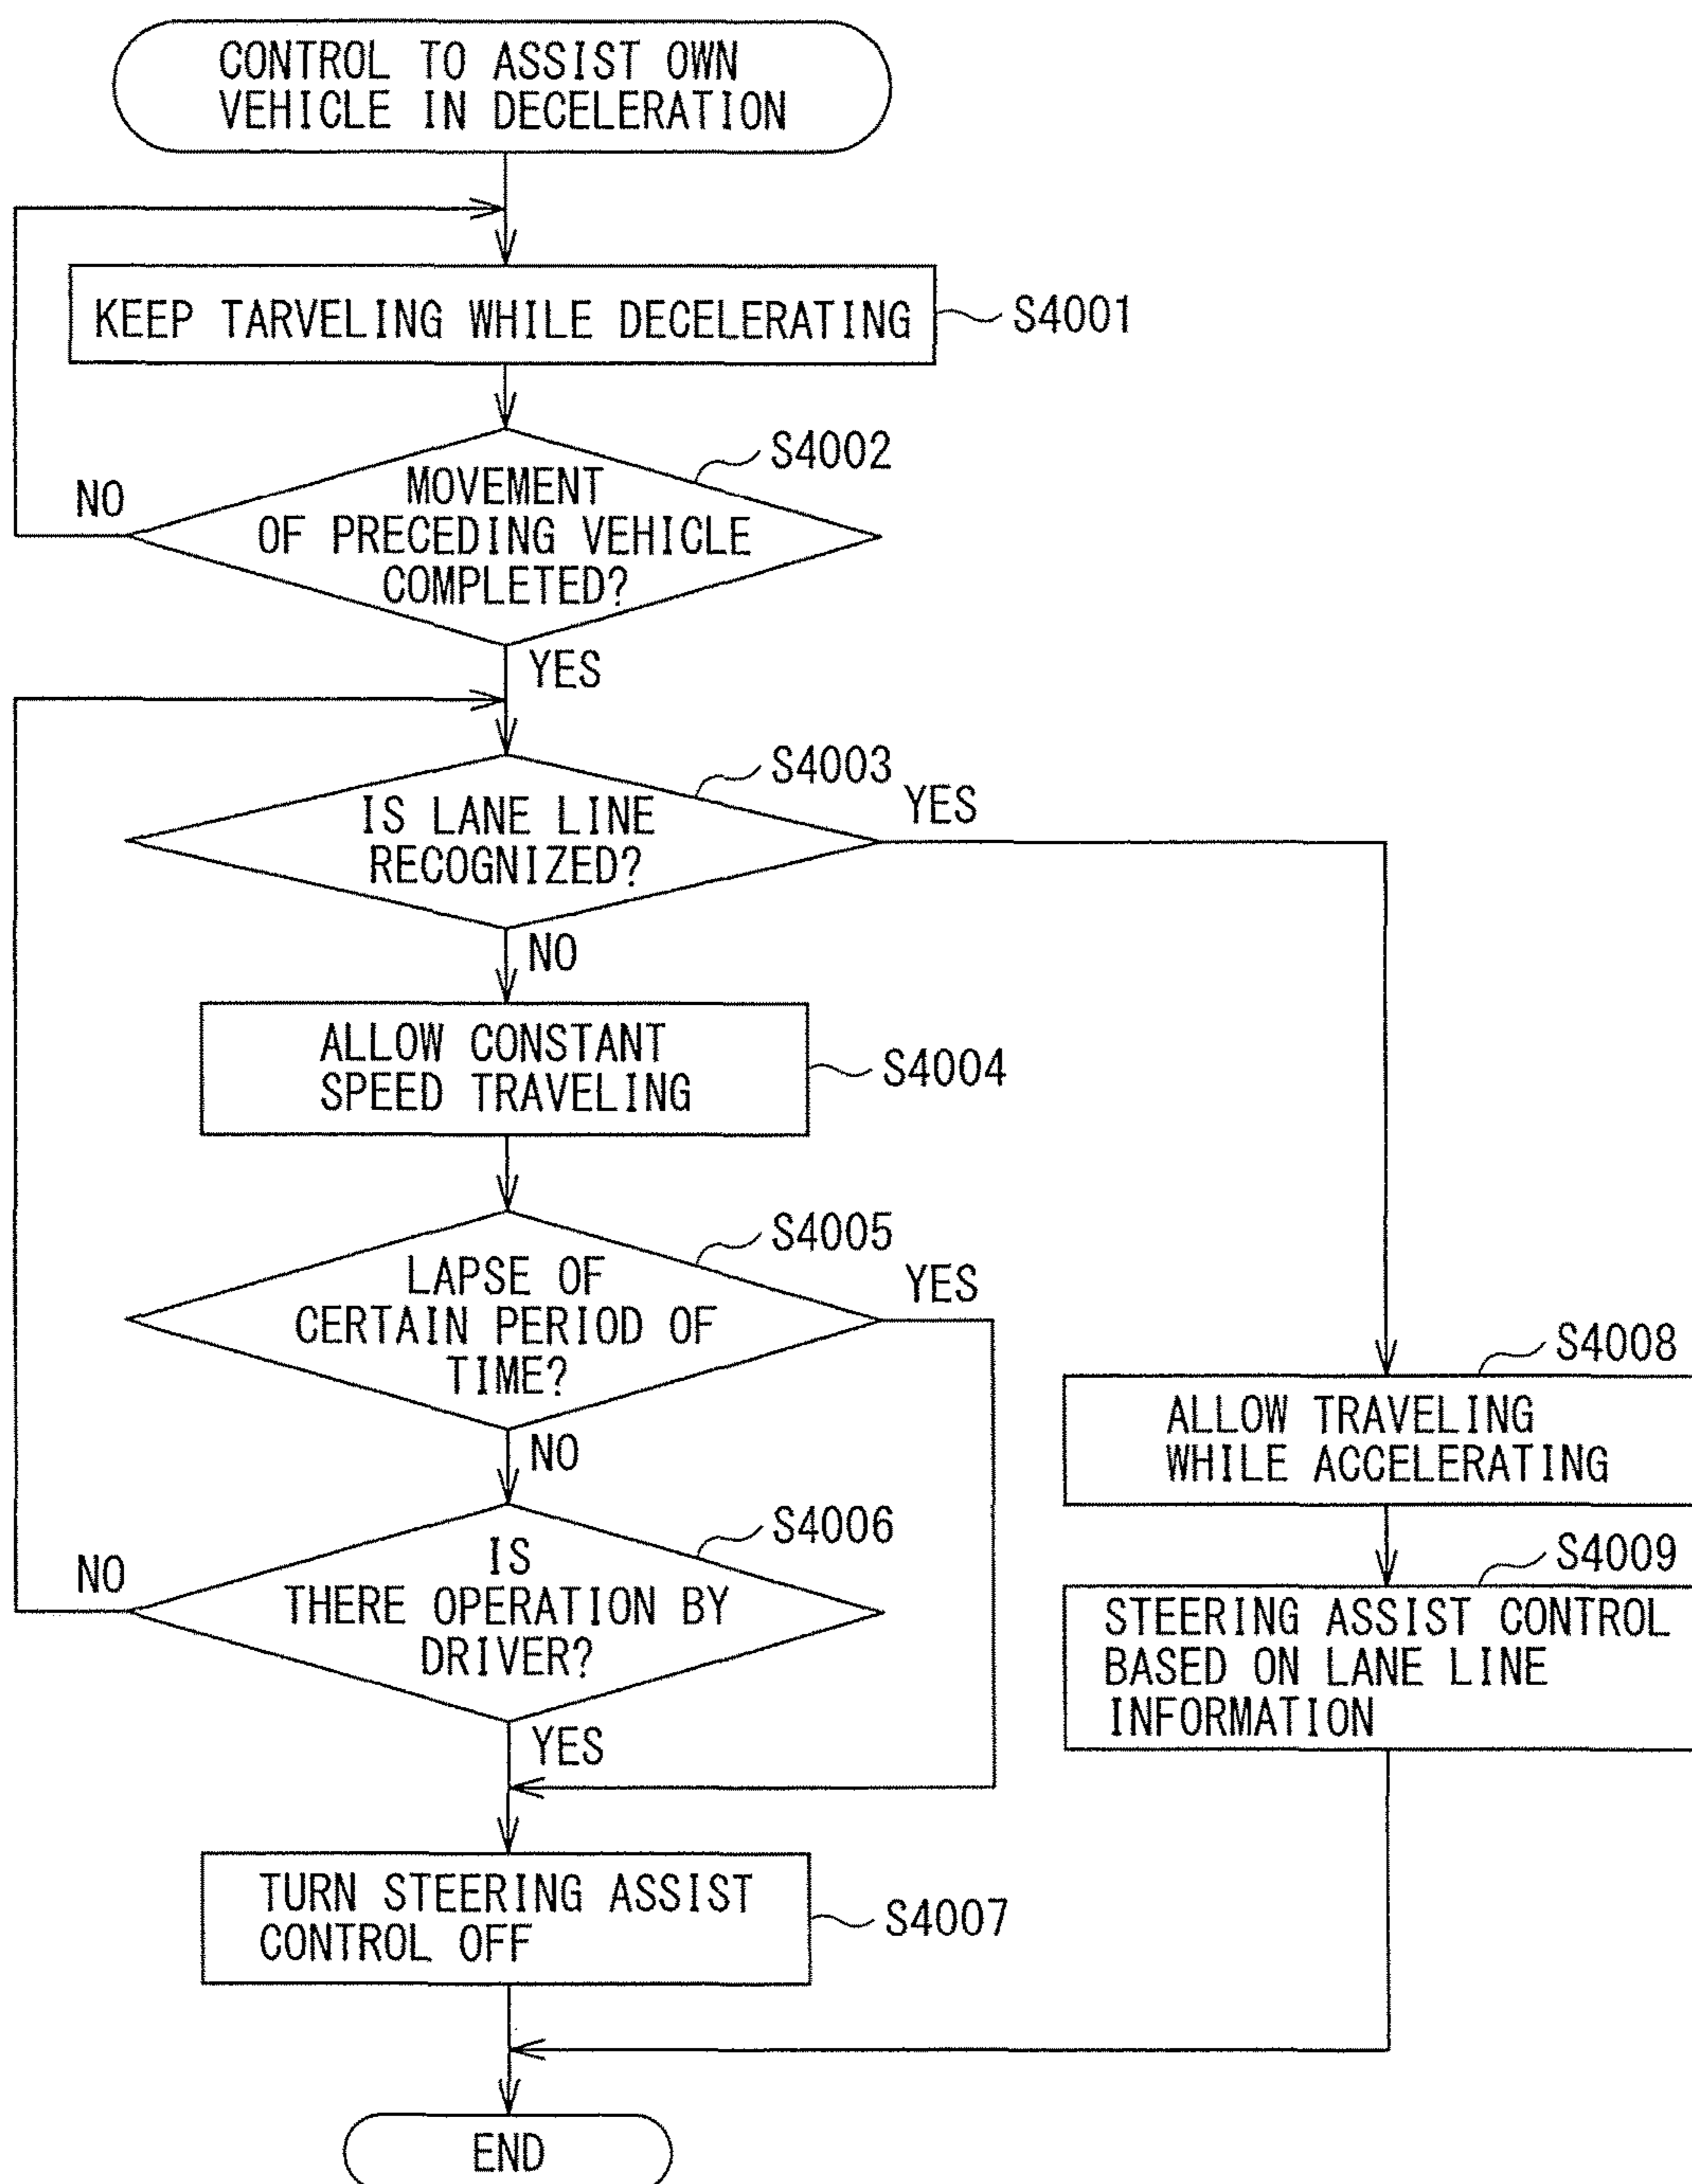 CONTROL TO ASSIST OWN
VEHICLE IN DECELERATION
KEEP TARVELING WHILE DECELERATING
S4001
S4002
MOVEMENT
OF PRECEDING VEHICLE
COMPLETED?
NO
YES
S4003
IS LANE LINE
RECOGNIZED?
YES
NO
ALLOW CONSTANT
SPEED TRAVELING
S4004
S4005
LAPSE OF
CERTAIN PERIOD OF
TIME?
YES
NO
S4006
IS
THERE OPERATION BY
DRIVER?
NO
YES
TURN STEERING ASSIST
CONTROL OFF
S4007
S4008
ALLOW TRAVELING
WHILE ACCELERATING
S4009
STEERING ASSIST CONTROL
BASED ON LANE LINE
INFORMATION
END